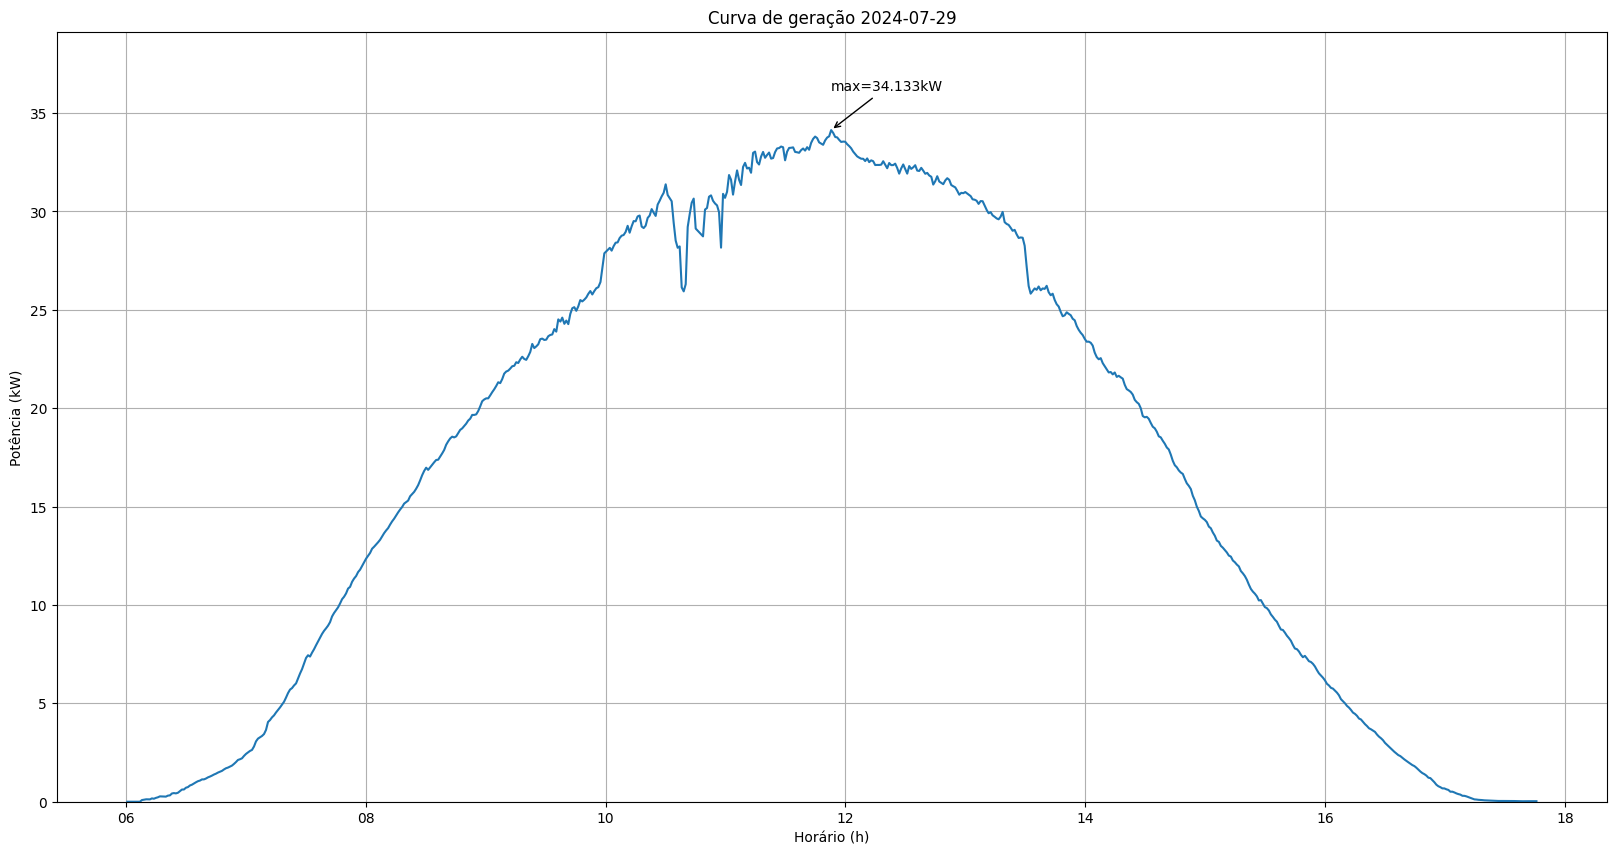 Curva de geração 2024-07-29
max=34.133kW
35
30
25
20
15
10
5
0
Potência (kW)
06 08 10 12 14 16 18
Horário (h)